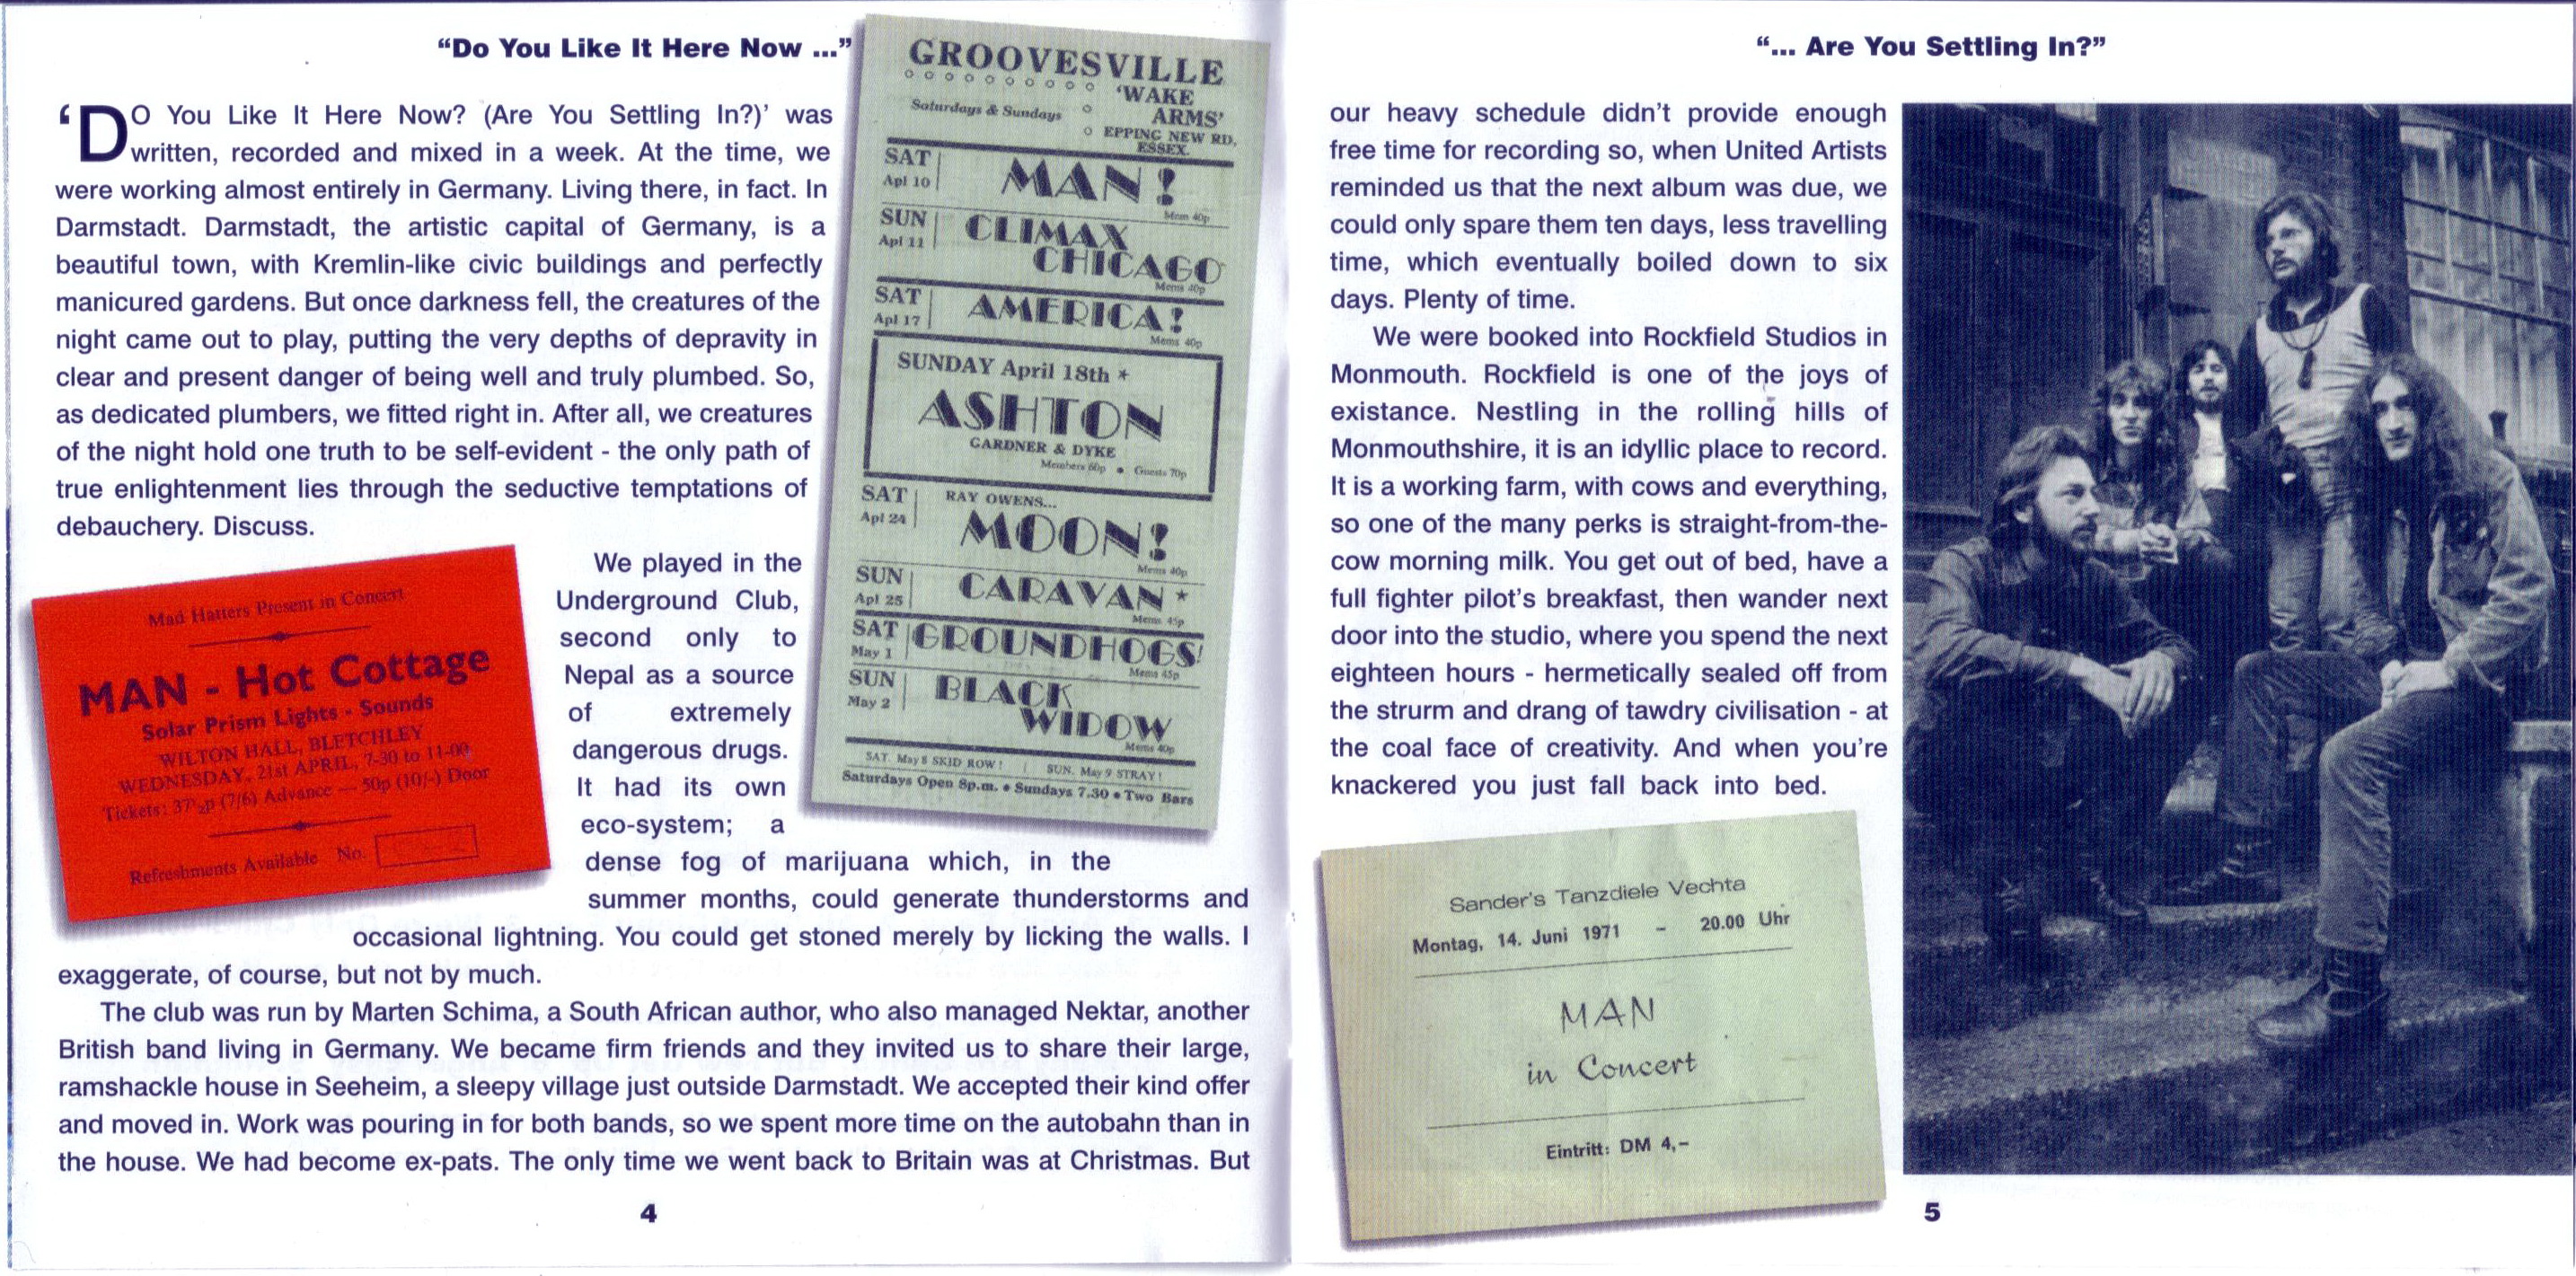 “Do You Like It Here Now ...”
‘DO You Like It Here Now? (Are You Settling In?)’ was
written, recorded and mixed in a week. At the time, we
were working almost entirely in Germany. Living there, in fact. In
Darmstadt. Darmstadt, the artistic capital of Germany, is a
beautiful town, with Kremlin-like civic buildings and perfectly
manicured gardens. But once darkness fell, the creatures of the
night came out to play, putting the very depths of depravity in
clear and present danger of being well and truly plumbed. So,
as dedicated plumbers, we fitted right in. After all, we creatures
of the night hold one truth to be self-evident - the only path of
true enlightenment lies through the seductive temptations of
debauchery. Discuss.
We played in the
Underground Club,
second only to
Nepal as a source
of extremely
dangerous drugs.
It had its own
eco-system; a
dense fog of marijuana which, in the
summer months, could generate thunderstorms and
occasional lightning. You could get stoned merely by licking the walls. I
exaggerate, of course, but not by much.
The club was run by Marten Schima, a South African author, who also managed Nektar, another
British band living in Germany. We became firm friends and they invited us to share their large,
ramshackle house in Seeheim, a sleepy village just outside Darmstadt. We accepted their kind offer
and moved in. Work was pouring in for both bands, so we spent more time on the autobahn than in
the house. We had become ex-pats. The only time we went back to Britain was at Christmas. But
4
Mad Hatters Present in Concert
MAN - Hot Cottage
Solar Prism Lights - Sounds
WILTON HALL, BLETCHLEY
WEDNESDAY, 21st APRIL, 7-30 to 11-00
Tickets: 37½p (7/6) Advance — 50p (10/-) Door
Refreshments Available No.
GROOVESVILLE
Saturdays & Sundays
‘WAKE
ARMS’
EPPING NEW RD,
ESSEX.
SAT Apl 10 MAN! Mem 40p
SUN Apl 11 CLIMAX
CHICAGO Mems 40p
SAT Apl 17 AMERICA! Mems 40p
SUNDAY April 18th *
ASHTON
GARDNER & DYKE
Members 60p • Guests 70p
SAT Apl 24 RAY OWENS...
MOON! Mems 40p
SUN Apl 25 CARAVAN * Mems 45p
SAT May 1 GROUNDHOGS! Mems 45p
SUN May 2 BLACK
WIDOW Mems 40p
SAT. May 8 SKID ROW! | SUN. May 9 STRAY!
Saturdays Open 8p.m. • Sundays 7.30 • Two Bars
“... Are You Settling In?”
our heavy schedule didn’t provide enough
free time for recording so, when United Artists
reminded us that the next album was due, we
could only spare them ten days, less travelling
time, which eventually boiled down to six
days. Plenty of time.
We were booked into Rockfield Studios in
Monmouth. Rockfield is one of the joys of
existance. Nestling in the rolling hills of
Monmouthshire, it is an idyllic place to record.
It is a working farm, with cows and everything,
so one of the many perks is straight-from-the-
cow morning milk. You get out of bed, have a
full fighter pilot’s breakfast, then wander next
door into the studio, where you spend the next
eighteen hours - hermetically sealed off from
the strurm and drang of tawdry civilisation - at
the coal face of creativity. And when you’re
knackered you just fall back into bed.
Sander's Tanzdiele Vechta
Montag, 14. Juni 1971 - 20.00 Uhr
MAN
in Concert
Eintritt: DM 4,-
5